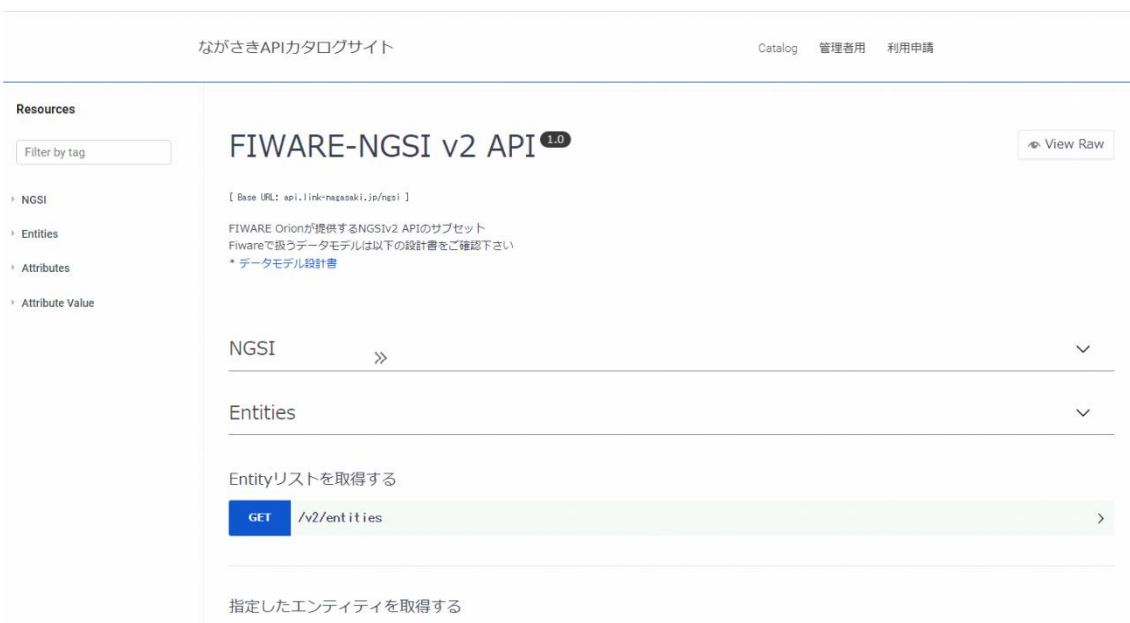 ながさきAPIカタログサイト
Catalog 管理者用 利用申請
Resources
Filter by tag
NGSI
Entities
Attributes
Attribute Value
FIWARE-NGSI v2 API 1.0
View Raw
[ Base URL: api.link-nagasaki.jp/ngsi ]
FIWARE Orionが提供するNGSIv2 APIのサブセット
Fiwareで扱うデータモデルは以下の設計書をご確認下さい
* データモデル設計書
NGSI
Entities
Entityリストを取得する
GET /v2/entities
指定したエンティティを取得する